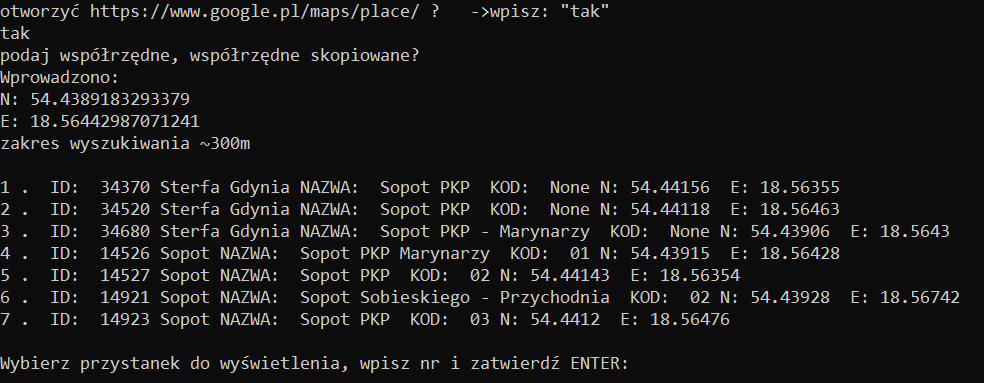 otworzyć https://www.google.pl/maps/place/ ?   ->wpisz: "tak"
tak
podaj współrzędne, współrzędne skopiowane?
Wprowadzono:
N: 54.4389183293379
E: 18.56442987071241
zakres wyszukiwania ~300m
1 .  ID:  34370 Sterfa Gdynia NAZWA:  Sopot PKP  KOD:  None N: 54.44156  E: 18.56355
2 .  ID:  34520 Sterfa Gdynia NAZWA:  Sopot PKP  KOD:  None N: 54.44118  E: 18.56463
3 .  ID:  34680 Sterfa Gdynia NAZWA:  Sopot PKP - Marynarzy  KOD:  None N: 54.43906  E: 18.5643
4 .  ID:  14526 Sopot NAZWA:  Sopot PKP Marynarzy  KOD:  01 N: 54.43915  E: 18.56428
5 .  ID:  14527 Sopot NAZWA:  Sopot PKP  KOD:  02 N: 54.44143  E: 18.56354
6 .  ID:  14921 Sopot NAZWA:  Sopot Sobieskiego - Przychodnia  KOD:  02 N: 54.43928  E: 18.56742
7 .  ID:  14923 Sopot NAZWA:  Sopot PKP  KOD:  03 N: 54.4412  E: 18.56476
Wybierz przystanek do wyświetlenia, wpisz nr i zatwierdź ENTER: